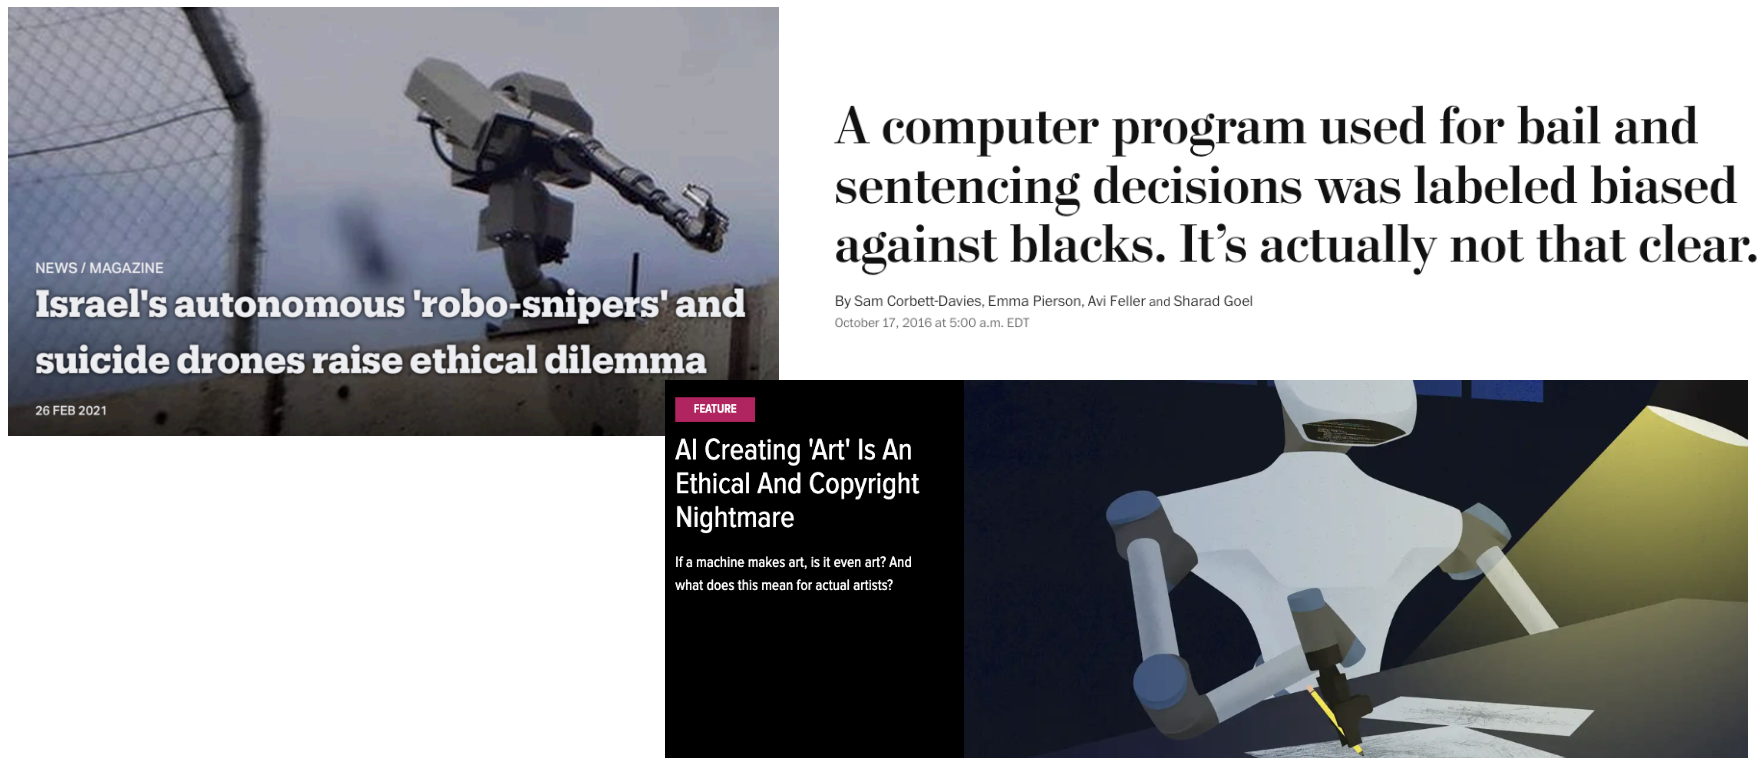 NEWS / MAGAZINE
Israel's autonomous 'robo-snipers' and
suicide drones raise ethical dilemma
26 FEB 2021
A computer program used for bail and
sentencing decisions was labeled biased
against blacks. It’s actually not that clear.
By Sam Corbett-Davies, Emma Pierson, Avi Feller and Sharad Goel
October 17, 2016 at 5:00 a.m. EDT
FEATURE
AI Creating 'Art' Is An
Ethical And Copyright
Nightmare
If a machine makes art, is it even art? And
what does this mean for actual artists?